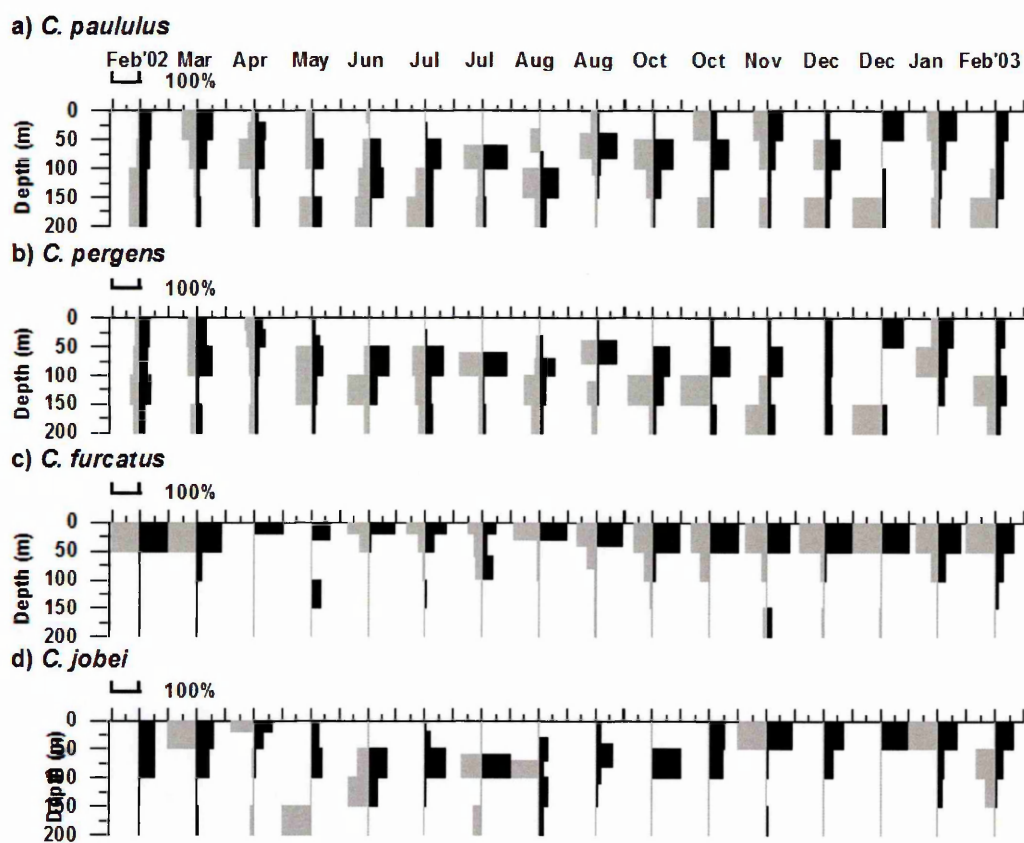 a) C. paululus
Feb'02 Mar Apr May Jun Jul Jul Aug Aug Oct Oct Nov Dec Dec Jan Feb'03
100%
0
50
100
150
200
Depth (m)
b) C. pergens
100%
0
50
100
150
200
Depth (m)
c) C. furcatus
100%
0
50
100
150
200
Depth (m)
d) C. jobei
100%
0
50
100
150
200
Depth (m)